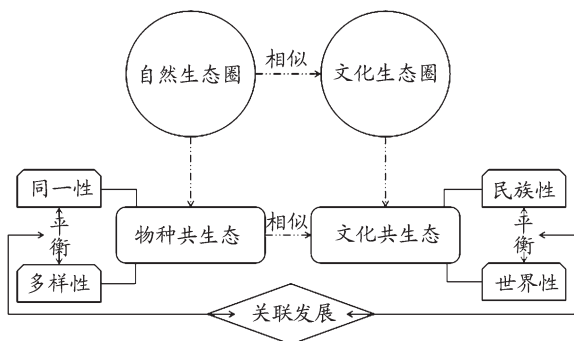 相似
自然生态圈
文化生态圈
同一性
民族性
平衡
物种共生态
相似
文化共生态
平衡
多样性
世界性
关联发展